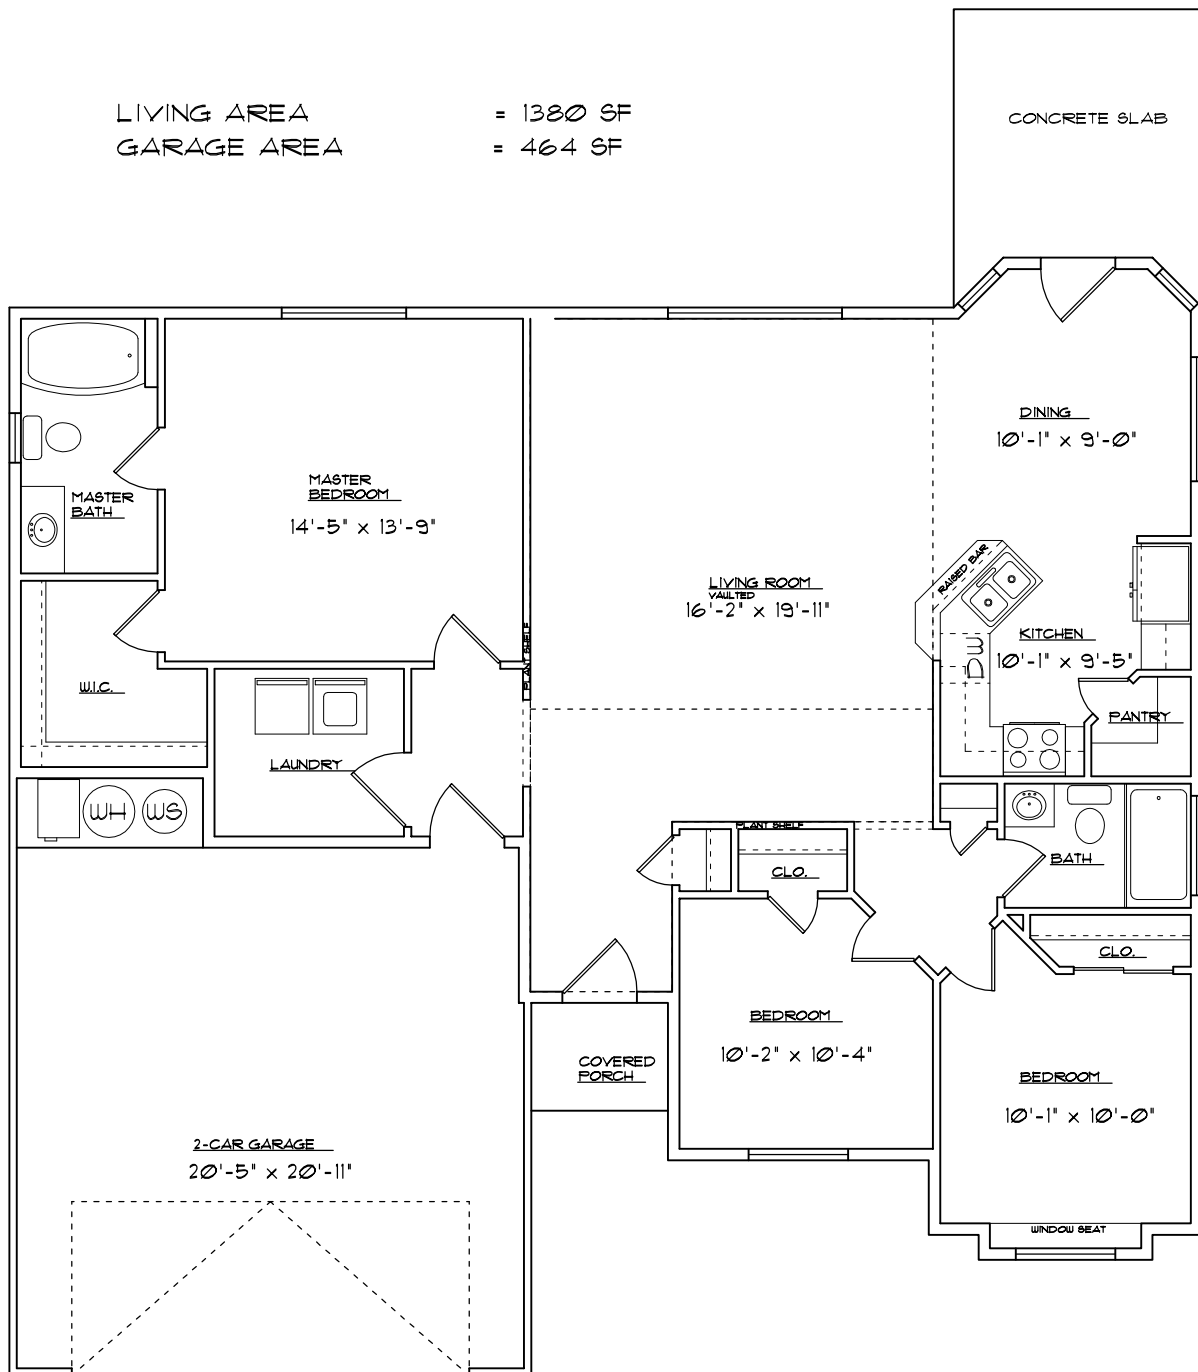 LIVING AREA = 1380 SF
GARAGE AREA = 464 SF
CONCRETE SLAB
DINING
10'-1" x 9'-0"
MASTER
BEDROOM
14'-5" x 13'-9"
MASTER
BATH
LIVING ROOM
VAULTED
16'-2" x 19'-11"
RAISED BAR
KITCHEN
10'-1" x 9'-5"
DW
PLANT SHELF
W.I.C.
PANTRY
LAUNDRY
WH
WS
PLANT SHELF
CLO.
BATH
CLO.
BEDROOM
10'-2" x 10'-4"
COVERED
PORCH
BEDROOM
10'-1" x 10'-0"
2-CAR GARAGE
20'-5" x 20'-11"
WINDOW SEAT